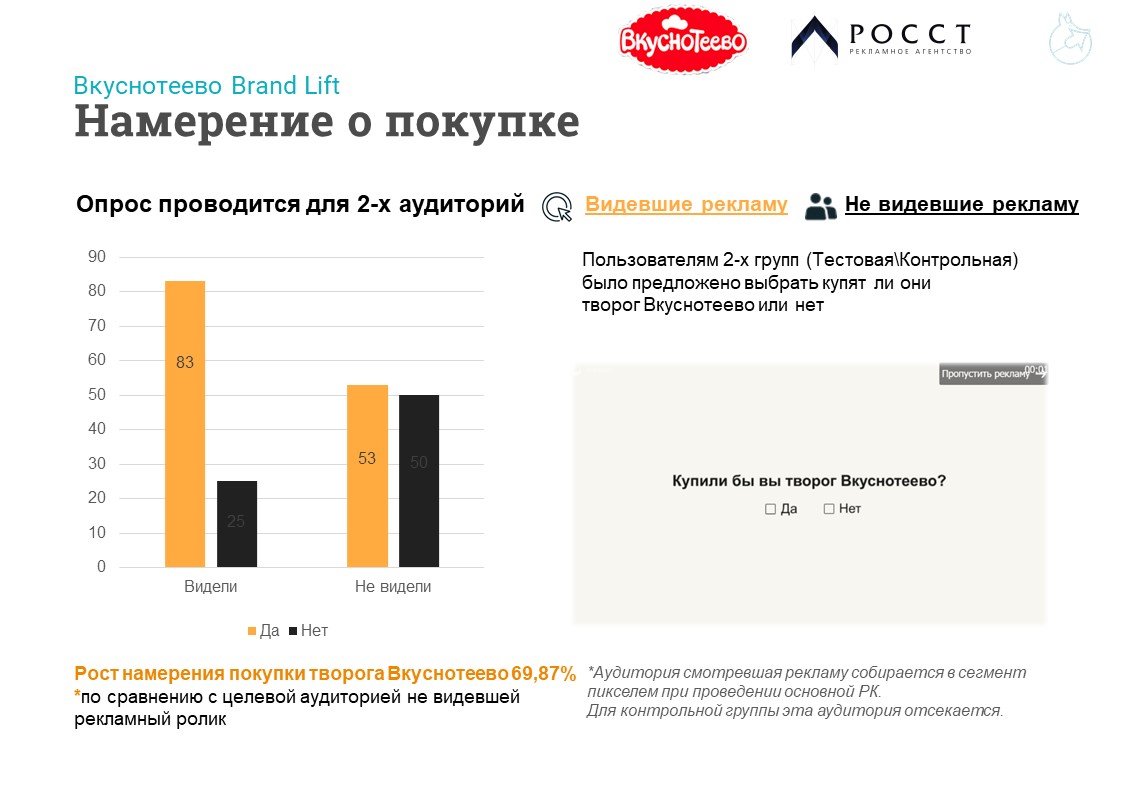 ВКУСНОТЕЕВО
РОССТ
РЕКЛАМНОЕ АГЕНТСТВО
Вкуснотеево Brand Lift
Намерение о покупке
Опрос проводится для 2-х аудиторий
Видевшие рекламу
Не видевшие рекламу
90
80
70
60
50
40
30
20
10
0
83
25
53
50
Видели
Не видели
Да
Нет
Пользователям 2-х групп (Тестовая\Контрольная)
было предложено выбрать купят ли они
творог Вкуснотеево или нет
Пропустить рекламу
Купили бы вы творог Вкуснотеево?
Да
Нет
Рост намерения покупки творога Вкуснотеево 69,87%
*по сравнению с целевой аудиторией не видевшей
рекламный ролик
*Аудитория смотревшая рекламу собирается в сегмент
пикселем при проведении основной РК.
Для контрольной группы эта аудитория отсекается.